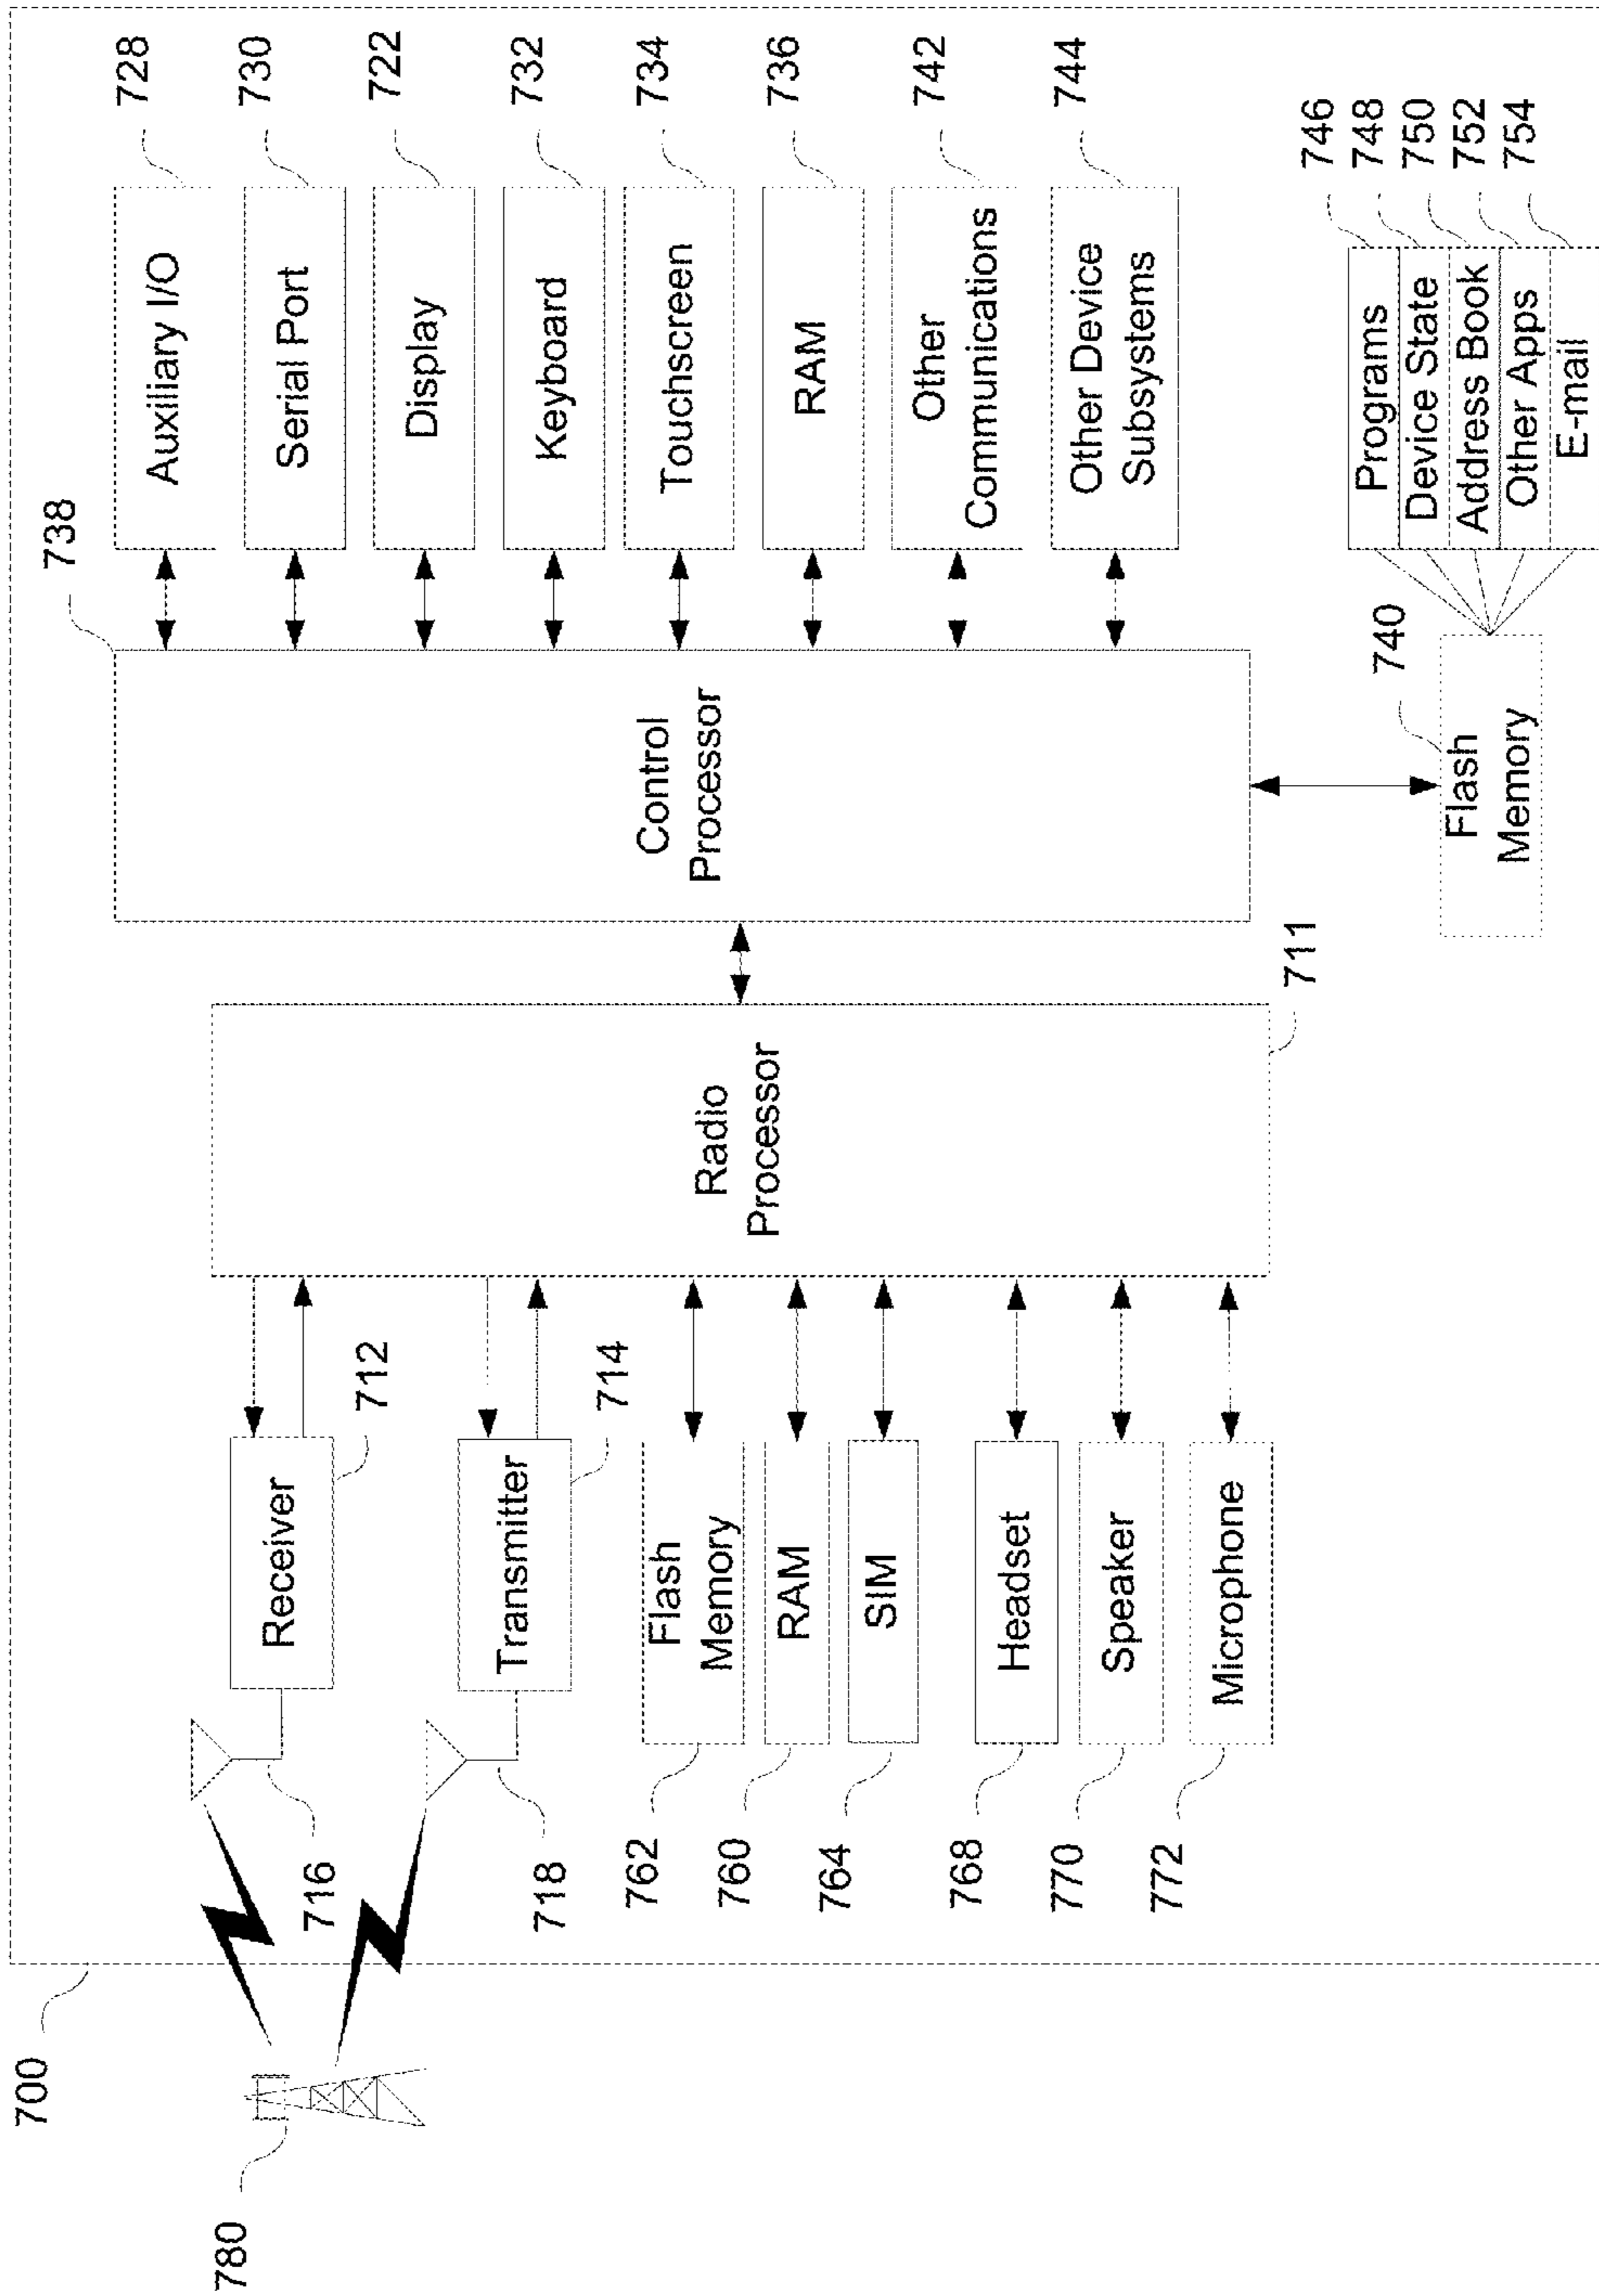 700
780
716
718
Receiver
712
Transmitter
714
762
Flash
Memory
760
RAM
764
SIM
768
Headset
770
Speaker
772
Microphone
Radio
Processor
711
738
Control
Processor
Auxiliary I/O
728
Serial Port
730
Display
722
Keyboard
732
Touchscreen
734
RAM
736
Other
Communications
742
Other Device
Subsystems
744
740
Flash
Memory
Programs
746
Device State
748
Address Book
750
Other Apps
752
E-mail
754